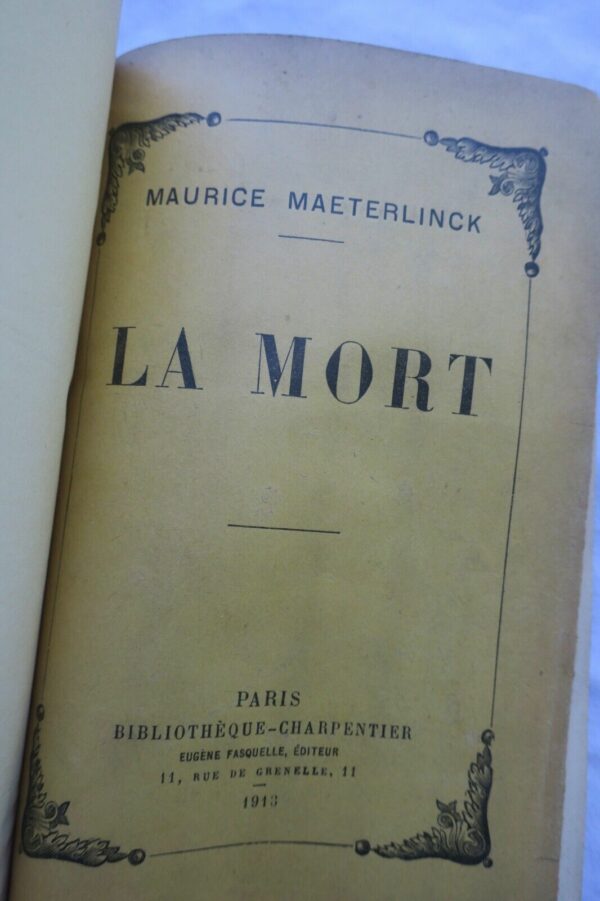 MAURICE MAETERLINCK
LA MORT
PARIS
BIBLIOTHÈQUE-CHARPENTIER
EUGÈNE FASQUELLE, ÉDITEUR
11, RUE DE GRENELLE, 11
1913